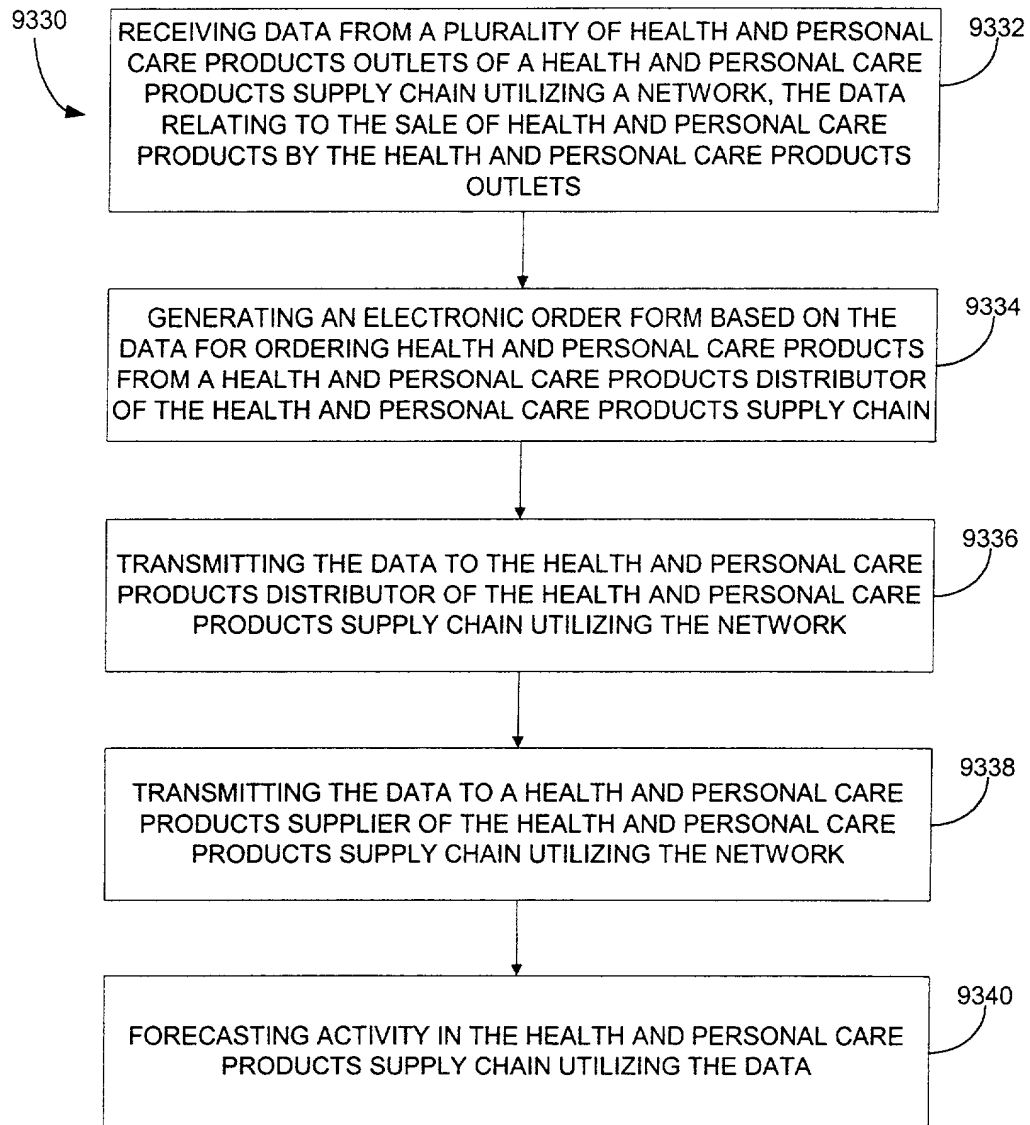 9330
RECEIVING DATA FROM A PLURALITY OF HEALTH AND PERSONAL
CARE PRODUCTS OUTLETS OF A HEALTH AND PERSONAL CARE
PRODUCTS SUPPLY CHAIN UTILIZING A NETWORK, THE DATA
RELATING TO THE SALE OF HEALTH AND PERSONAL CARE
PRODUCTS BY THE HEALTH AND PERSONAL CARE PRODUCTS
OUTLETS
9332
GENERATING AN ELECTRONIC ORDER FORM BASED ON THE
DATA FOR ORDERING HEALTH AND PERSONAL CARE PRODUCTS
FROM A HEALTH AND PERSONAL CARE PRODUCTS DISTRIBUTOR
OF THE HEALTH AND PERSONAL CARE PRODUCTS SUPPLY CHAIN
9334
TRANSMITTING THE DATA TO THE HEALTH AND PERSONAL CARE
PRODUCTS DISTRIBUTOR OF THE HEALTH AND PERSONAL CARE
PRODUCTS SUPPLY CHAIN UTILIZING THE NETWORK
9336
TRANSMITTING THE DATA TO A HEALTH AND PERSONAL CARE
PRODUCTS SUPPLIER OF THE HEALTH AND PERSONAL CARE
PRODUCTS SUPPLY CHAIN UTILIZING THE NETWORK
9338
FORECASTING ACTIVITY IN THE HEALTH AND PERSONAL CARE
PRODUCTS SUPPLY CHAIN UTILIZING THE DATA
9340